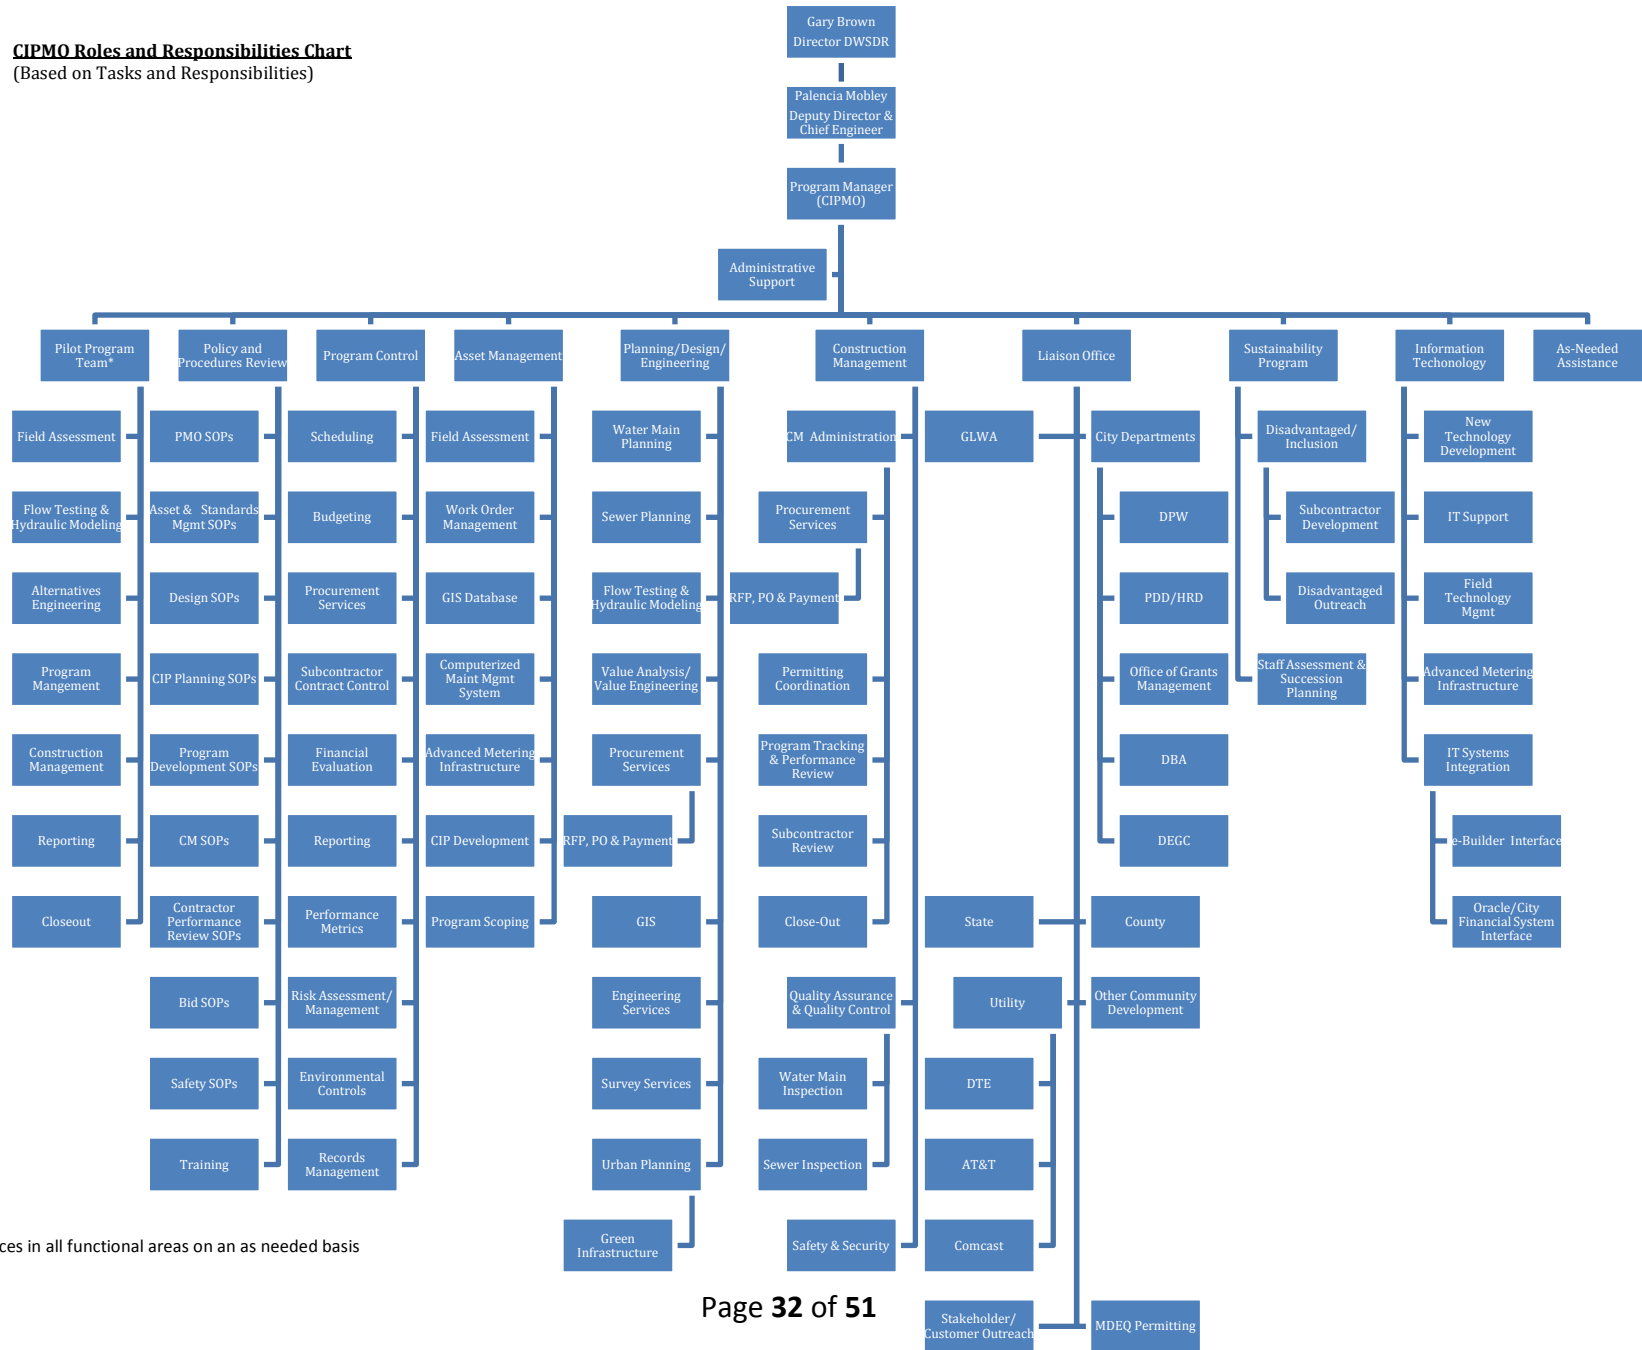 CIPMO Roles and Responsibilities Chart
(Based on Tasks and Responsibilities)
Gary Brown
Director DWSDR
Palencia Mobley
Deputy Director &
Chief Engineer
Program Manager
(CIPMO)
Administrative
Support
Pilot Program
Team*
Field Assessment
Flow Testing &
Hydraulic Modeling
Alternatives
Engineering
Program
Mangement
Construction
Management
Reporting
Closeout
Policy and
Procedures Review
PMO SOPs
Asset & Standards
Mgmt SOPs
Design SOPs
CIP Planning SOPs
Program
Development SOPs
CM SOPs
Contractor
Performance
Review SOPs
Bid SOPs
Safety SOPs
Training
Program Control
Scheduling
Budgeting
Procurement
Services
Subcontractor
Contract Control
Financial
Evaluation
Reporting
Performance
Metrics
Risk Assessment/
Management
Environmental
Controls
Records
Management
Asset Management
Field Assessment
Work Order
Management
GIS Database
Computerized
Maint Mgmt
System
Advanced Metering
Infrastructure
CIP Development
Program Scoping
Planning/Design/
Engineering
Water Main
Planning
Sewer Planning
Flow Testing &
Hydraulic Modeling
Value Analysis/
Value Engineering
Procurement
Services
RFP, PO & Payment
GIS
Engineering
Services
Survey Services
Urban Planning
Green
Infrastructure
Construction
Management
CM Administration
Procurement
Services
RFP, PO & Payment
Permitting
Coordination
Program Tracking
& Performance
Review
Subcontractor
Review
Close-Out
Quality Assurance
& Quality Control
Water Main
Inspection
Sewer Inspection
Safety & Security
Liaison Office
GLWA
City Departments
DPW
PDD/HRD
Office of Grants
Management
DBA
DEGC
State
County
Utility
Other Community
Development
DTE
AT&T
Comcast
Stakeholder/
Customer Outreach
MDEQ Permitting
Sustainability
Program
Disadvantaged/
Inclusion
Subcontractor
Development
Disadvantaged
Outreach
Staff Assessment &
Succession
Planning
Information
Techonology
New
Technology
Development
IT Support
Field
Technology
Mgmt
Advanced Metering
Infrastructure
IT Systems
Integration
e-Builder Interface
Oracle/City
Financial System
Interface
As-Needed
Assistance
ces in all functional areas on an as needed basis
Page 32 of 51